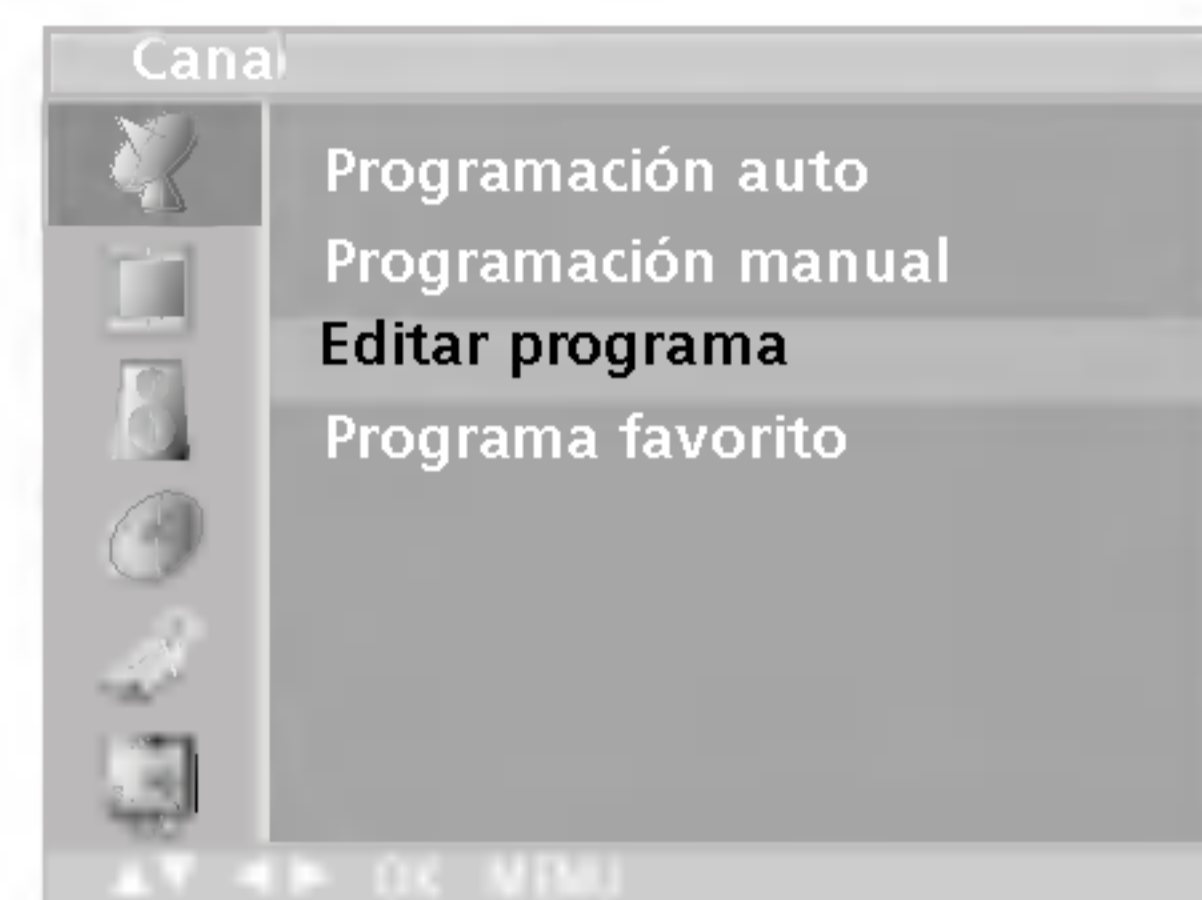 Canal
Programación auto
Programación manual
Editar programa
Programa favorito
▲▼ ◀▶ OK MENU